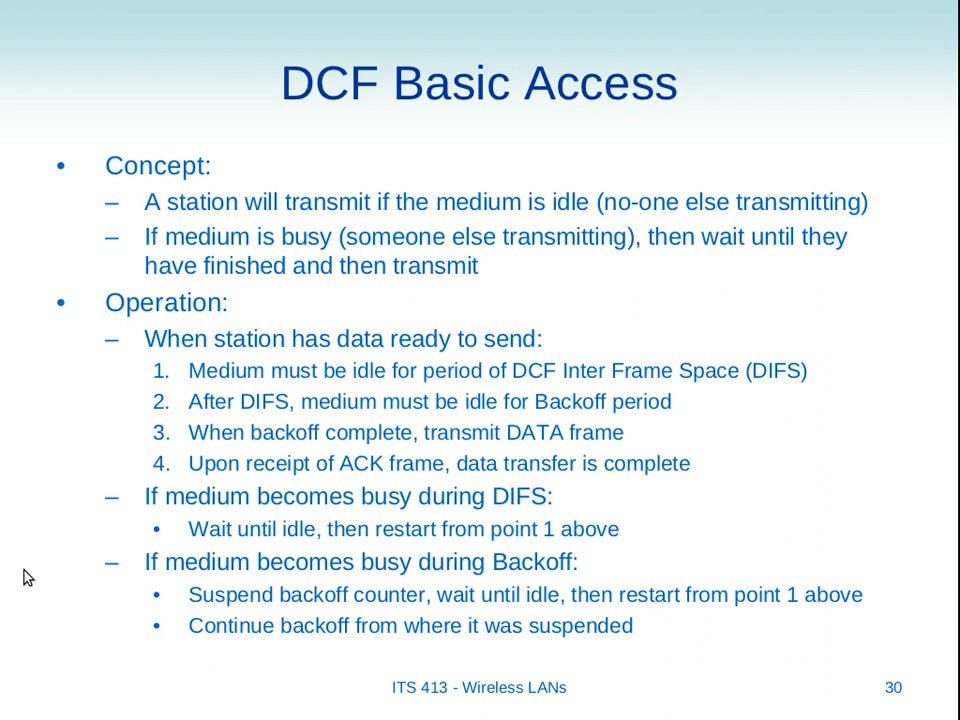 DCF Basic Access
• Concept:
– A station will transmit if the medium is idle (no-one else transmitting)
– If medium is busy (someone else transmitting), then wait until they
have finished and then transmit
• Operation:
– When station has data ready to send:
1. Medium must be idle for period of DCF Inter Frame Space (DIFS)
2. After DIFS, medium must be idle for Backoff period
3. When backoff complete, transmit DATA frame
4. Upon receipt of ACK frame, data transfer is complete
– If medium becomes busy during DIFS:
• Wait until idle, then restart from point 1 above
– If medium becomes busy during Backoff:
• Suspend backoff counter, wait until idle, then restart from point 1 above
• Continue backoff from where it was suspended
ITS 413 - Wireless LANs
30